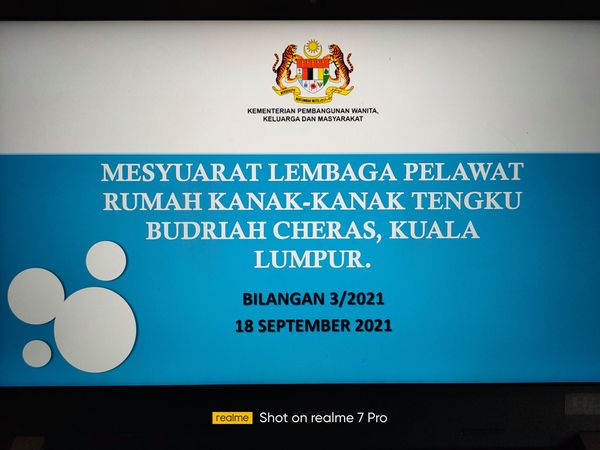 KEMENTERIAN PEMBANGUNAN WANITA,
KELUARGA DAN MASYARAKAT
MESYUARAT LEMBAGA PELAWAT
RUMAH KANAK-KANAK TENGKU
BUDRIAH CHERAS, KUALA
LUMPUR.
BILANGAN 3/2021
18 SEPTEMBER 2021
realme Shot on realme 7 Pro